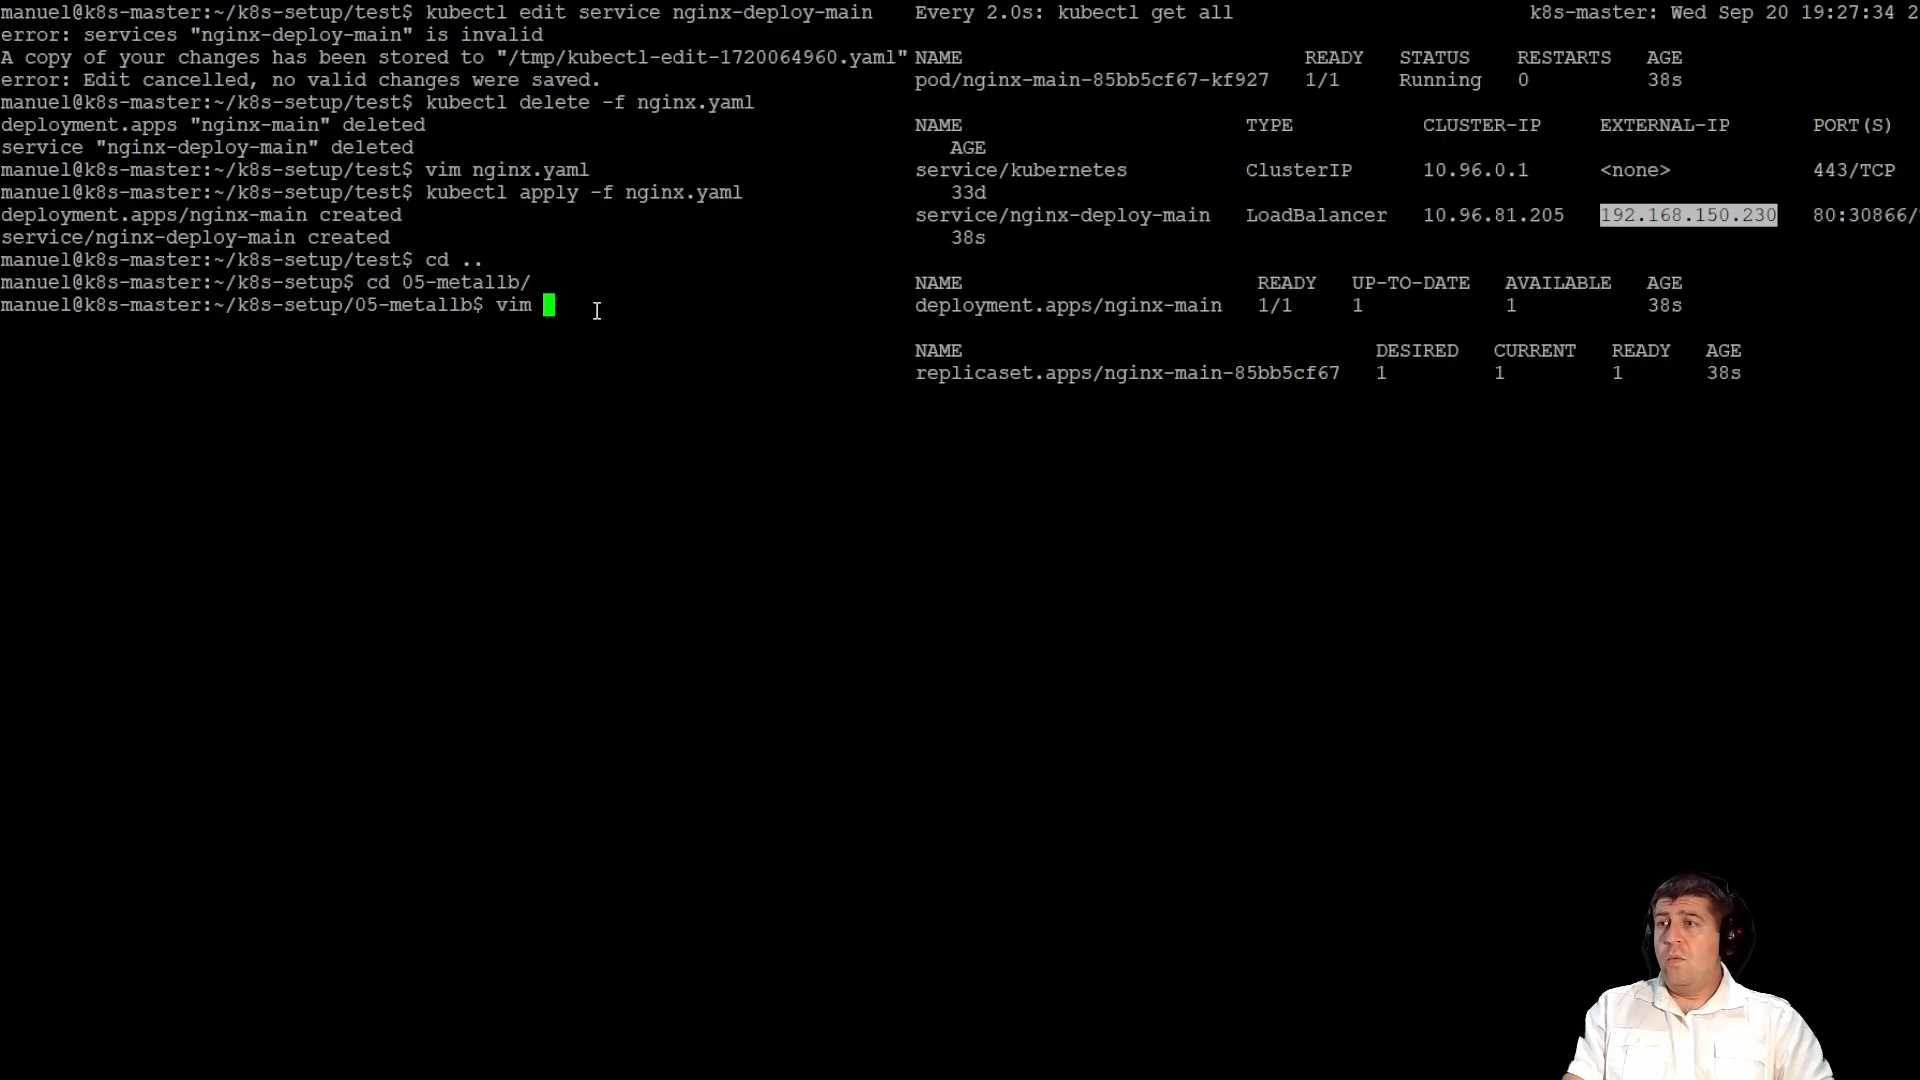 manuel@k8s-master:~/k8s-setup/test$ kubectl edit service nginx-deploy-main
error: services "nginx-deploy-main" is invalid
A copy of your changes has been stored to "/tmp/kubectl-edit-1720064960.yaml"
error: Edit cancelled, no valid changes were saved.
manuel@k8s-master:~/k8s-setup/test$ kubectl delete -f nginx.yaml
deployment.apps "nginx-main" deleted
service "nginx-deploy-main" deleted
manuel@k8s-master:~/k8s-setup/test$ vim nginx.yaml
manuel@k8s-master:~/k8s-setup/test$ kubectl apply -f nginx.yaml
deployment.apps/nginx-main created
service/nginx-deploy-main created
manuel@k8s-master:~/k8s-setup/test$ cd ..
manuel@k8s-master:~/k8s-setup$ cd 05-metallb/
manuel@k8s-master:~/k8s-setup/05-metallb$ vim
Every 2.0s: kubectl get all k8s-master: Wed Sep 20 19:27:34 2
NAME READY STATUS RESTARTS AGE
pod/nginx-main-85bb5cf67-kf927 1/1 Running 0 38s
NAME TYPE CLUSTER-IP EXTERNAL-IP PORT(S)
AGE
service/kubernetes ClusterIP 10.96.0.1 <none> 443/TCP
33d
service/nginx-deploy-main LoadBalancer 10.96.81.205 192.168.150.230 80:30866/
38s
NAME READY UP-TO-DATE AVAILABLE AGE
deployment.apps/nginx-main 1/1 1 1 38s
NAME DESIRED CURRENT READY AGE
replicaset.apps/nginx-main-85bb5cf67 1 1 1 38s